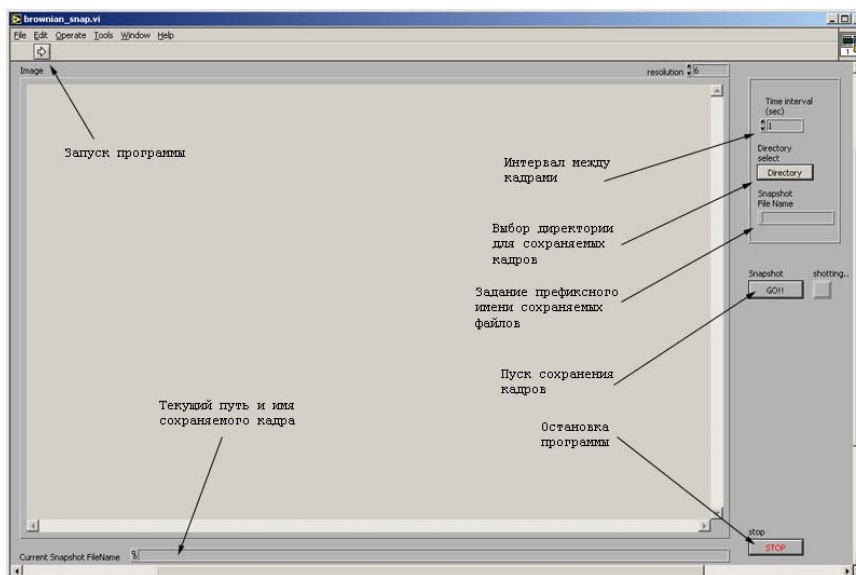 brownian_snap.vi
File Edit Operate Tools Window Help
Image
resolution 6
Запуск программы
Time interval
(sec)
1
Интервал между
кадрами
Directory
select
Directory
Snapshot
File Name
Выбор директории
для сохраняемых
кадров
Snapshot
shotting..
GO!!
Задание префиксного
имени сохраняемых
файлов
Пуск сохранения
кадров
Текущий путь и имя
сохраняемого кадра
Остановка
программы
stop
STOP
Current Snapshot FileName